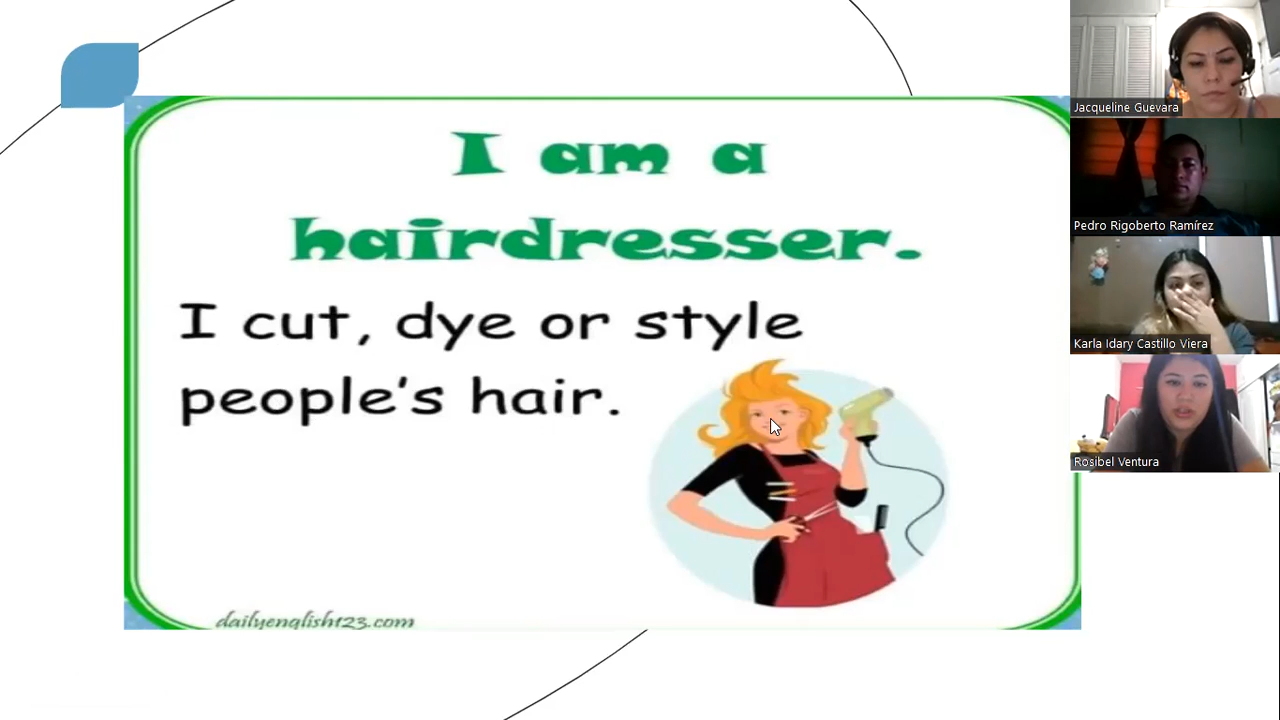 I am a
hairdresser.
I cut, dye or style
people's hair.
dailyenglish123.com
Jacqueline Guevara
Pedro Rigoberto Ramírez
Karla Idary Castillo Viera
Rosibel Ventura